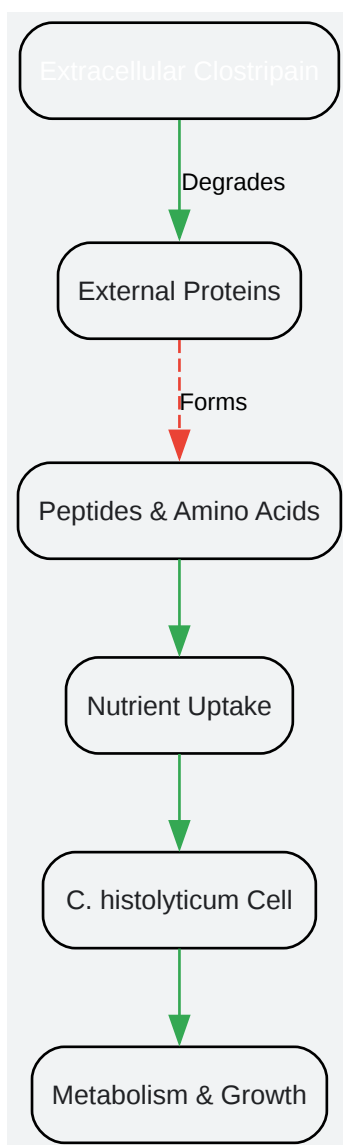 Extracellular Clostripain
Degrades
External Proteins
Forms
Peptides & Amino Acids
Nutrient Uptake
C. histolyticum Cell
Metabolism & Growth